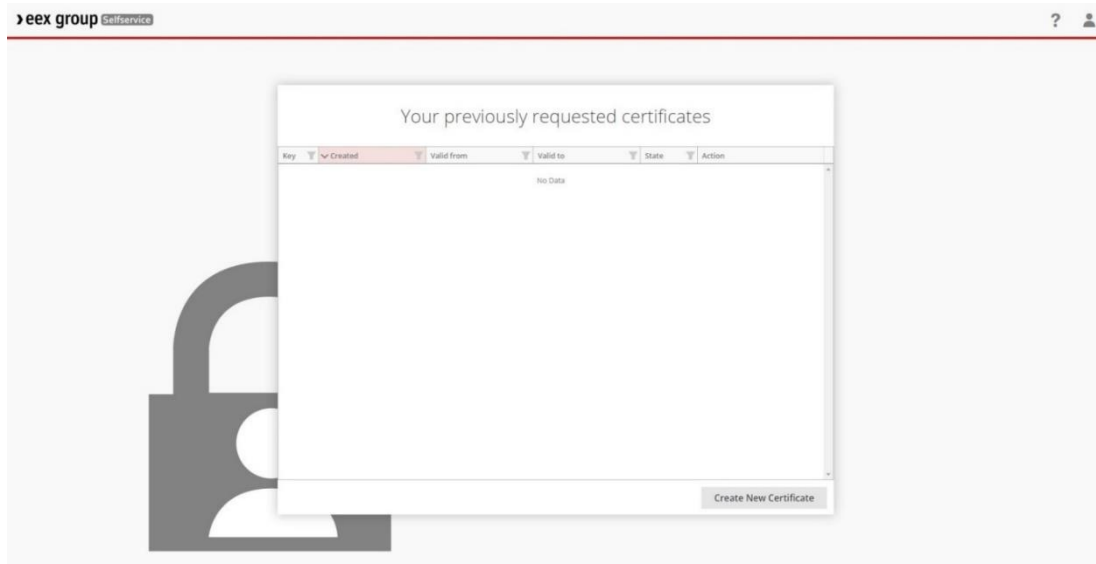 eex group Selfservice ?
Your previously requested certificates
Key Created Valid from Valid to State Action
No Data
Create New Certificate